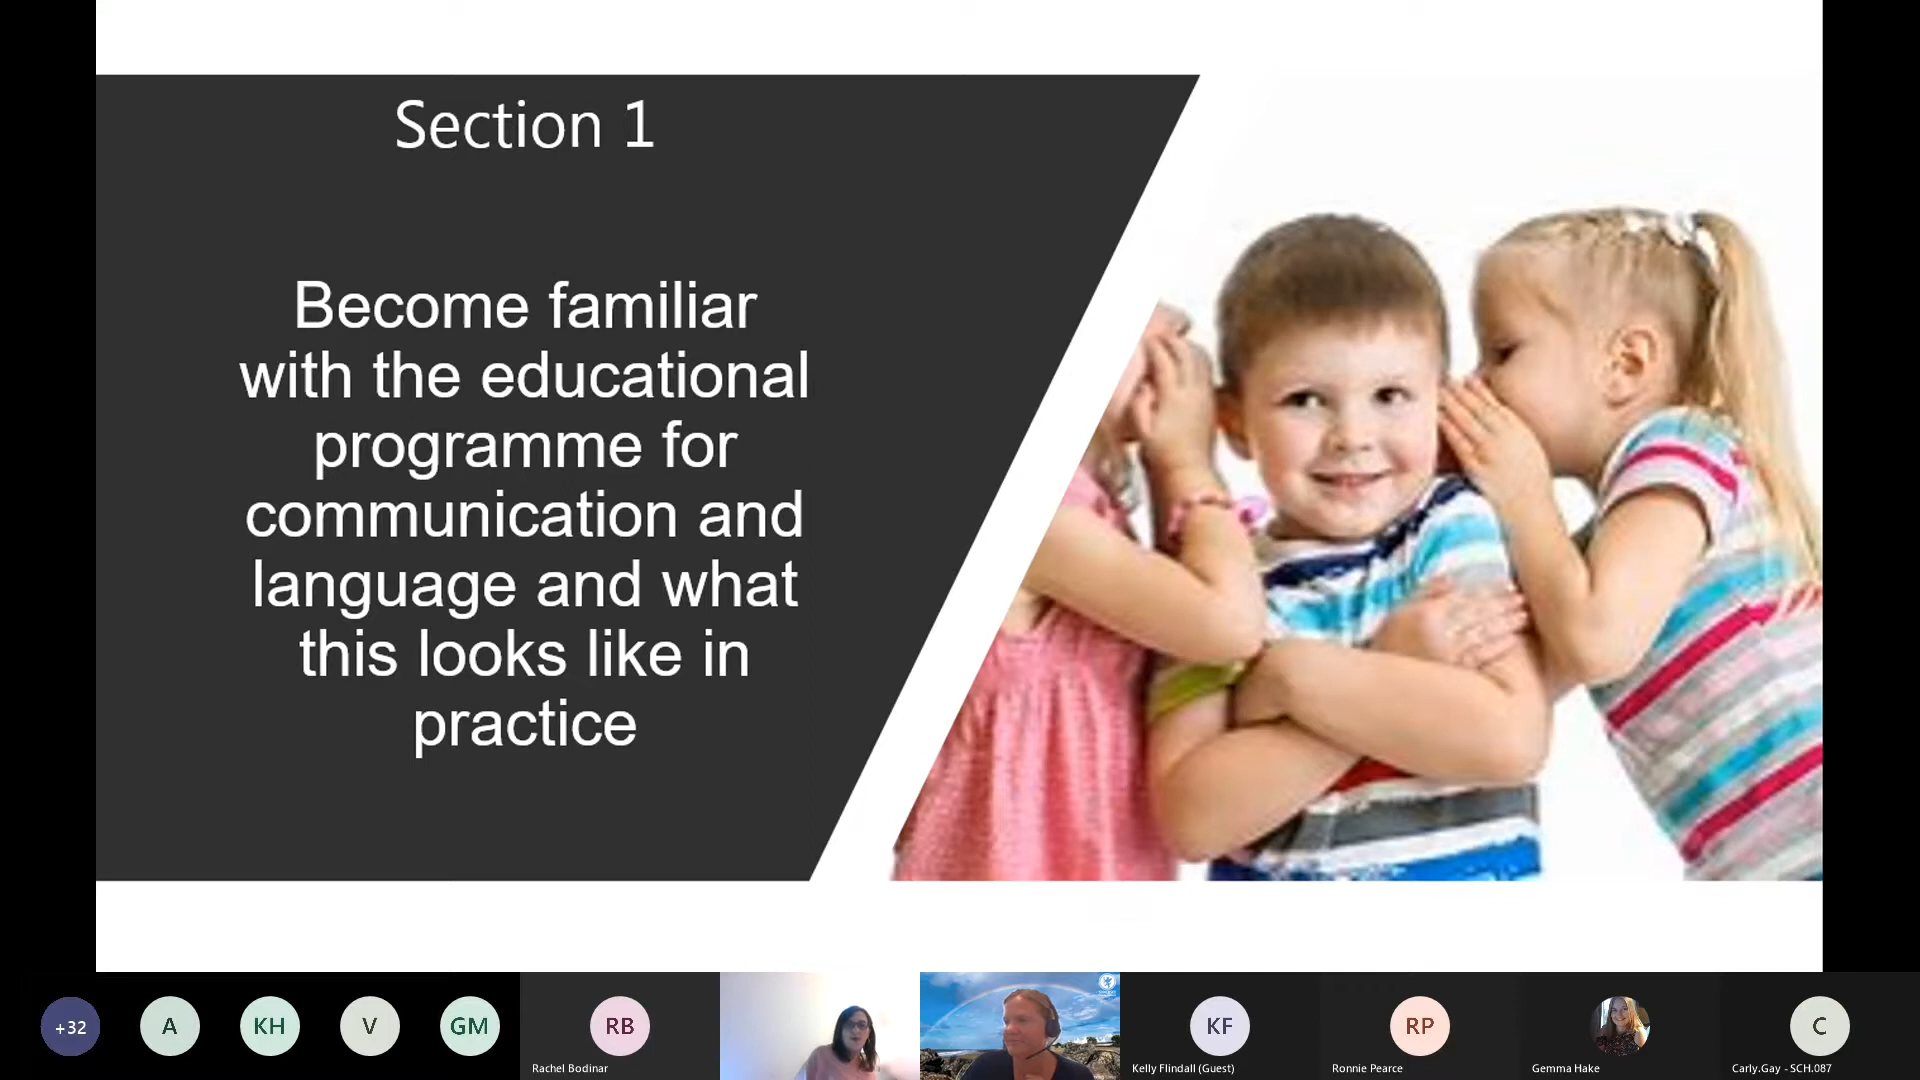 Section 1
Become familiar
with the educational
programme for
communication and
language and what
this looks like in
practice
+32
A
KH
V
GM
RB
KF
RP
C
Rachel Bodinar
Kelly Flindall (Guest)
Ronnie Pearce
Gemma Hake
Carly.Gay - SCH.087